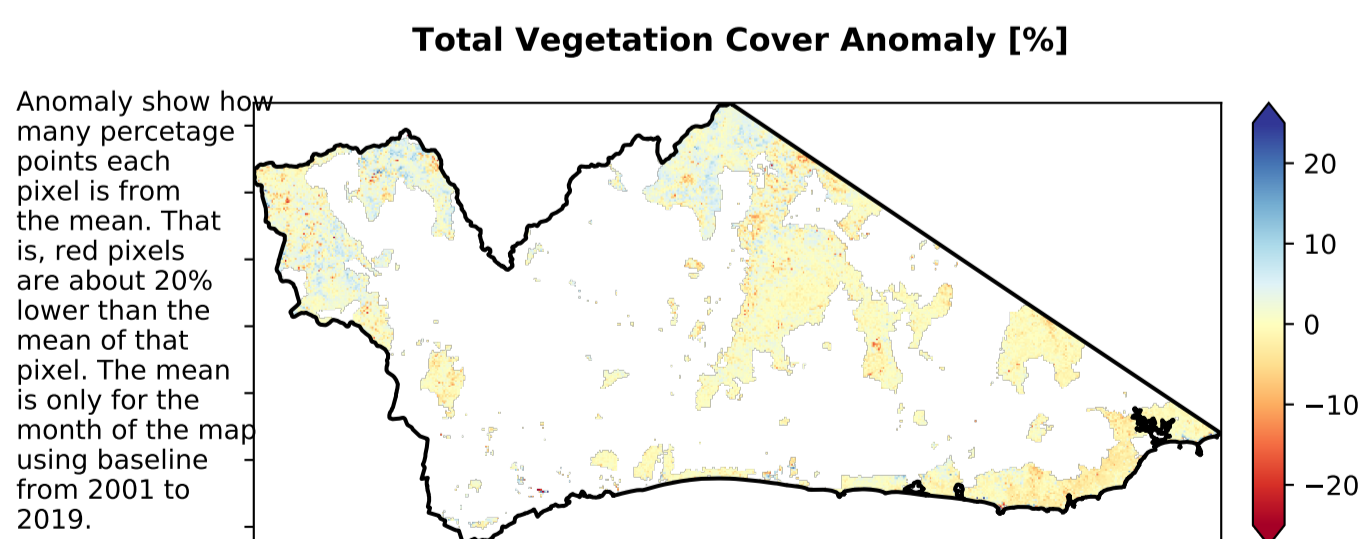 Total Vegetation Cover Anomaly [%]
Anomaly show how
many percetage
points each
pixel is from
the mean. That
is, red pixels
are about 20%
lower than the
mean of that
pixel. The mean
is only for the
month of the map
using baseline
from 2001 to
2019.
20
10
0
−10
−20